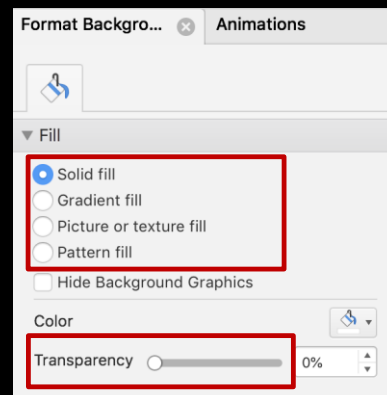 Format Backgro... Animations
Fill
Solid fill
Gradient fill
Picture or texture fill
Pattern fill
Hide Background Graphics
Color
Transparency 0%